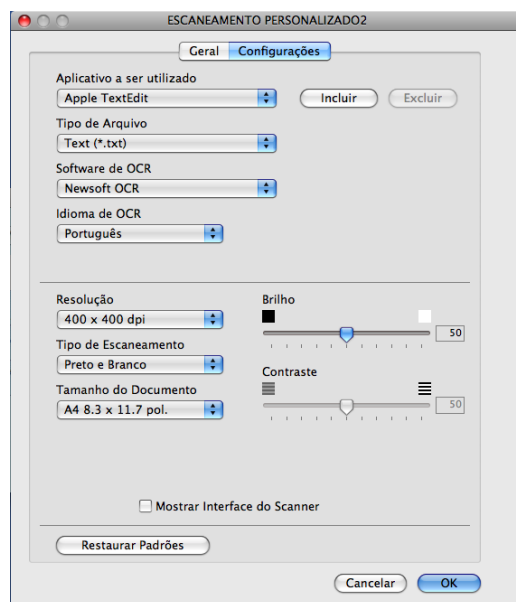 ESCANEAMENTO PERSONALIZADO2
Geral Configurações
Aplicativo a ser utilizado
Apple TextEdit Incluir Excluir
Tipo de Arquivo
Text (*.txt)
Software de OCR
Newsoft OCR
Idioma de OCR
Português
Resolução Brilho
400 x 400 dpi 50
Tipo de Escaneamento
Preto e Branco Contraste
Tamanho do Documento
A4 8.3 x 11.7 pol. 50
Mostrar Interface do Scanner
Restaurar Padrões
Cancelar OK